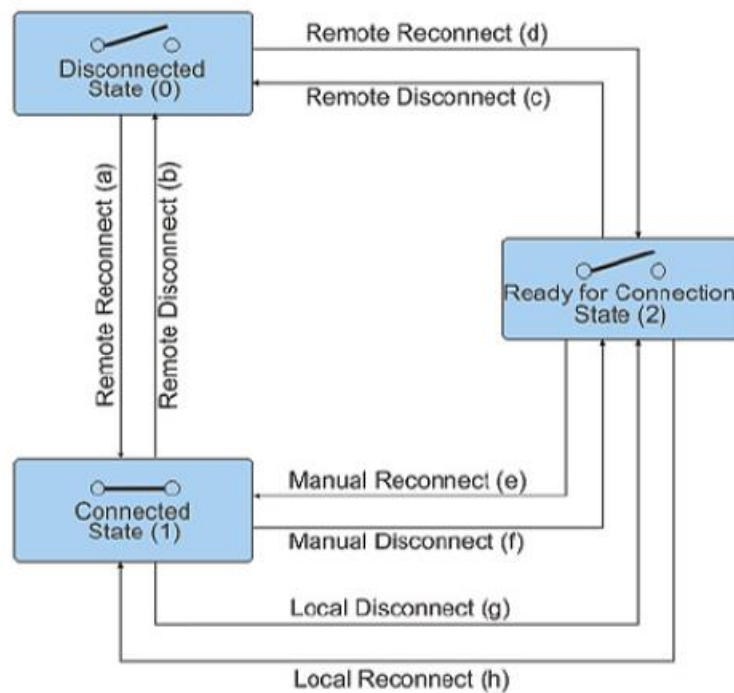 Remote Reconnect (d)
Disconnected
State (0)
Remote Disconnect (c)
Remote Reconnect (a)
Remote Disconnect (b)
Ready for Connection
State (2)
Manual Reconnect (e)
Connected
State (1)
Manual Disconnect (f)
Local Disconnect (g)
Local Reconnect (h)